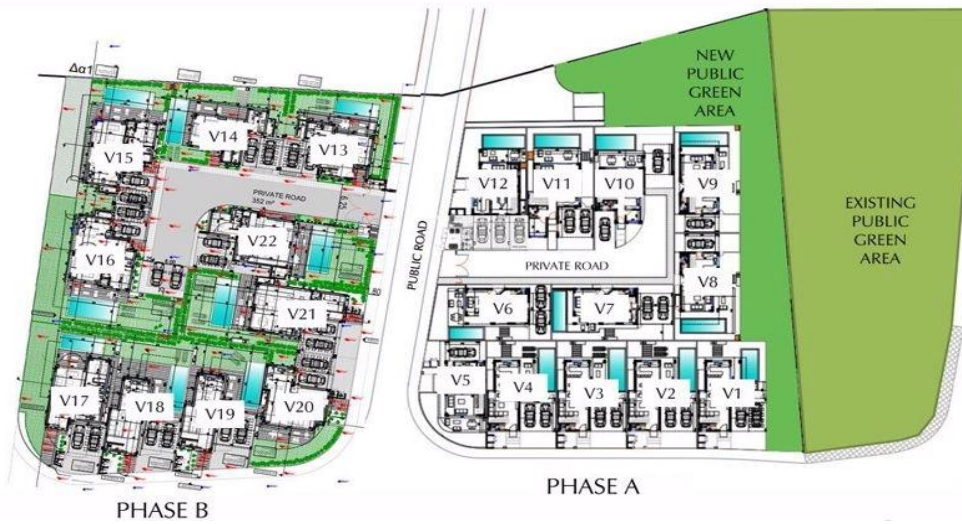 Δα1
V14
V13
V15
PRIVATE ROAD
352 m²
V22
V16
V21
V17
V18
V19
V20
PHASE B
PUBLIC ROAD
NEW
PUBLIC
GREEN
AREA
V12
V11
V10
V9
EXISTING
PUBLIC
GREEN
AREA
PRIVATE ROAD
V8
V6
V7
V5
V4
V3
V2
V1
PHASE A